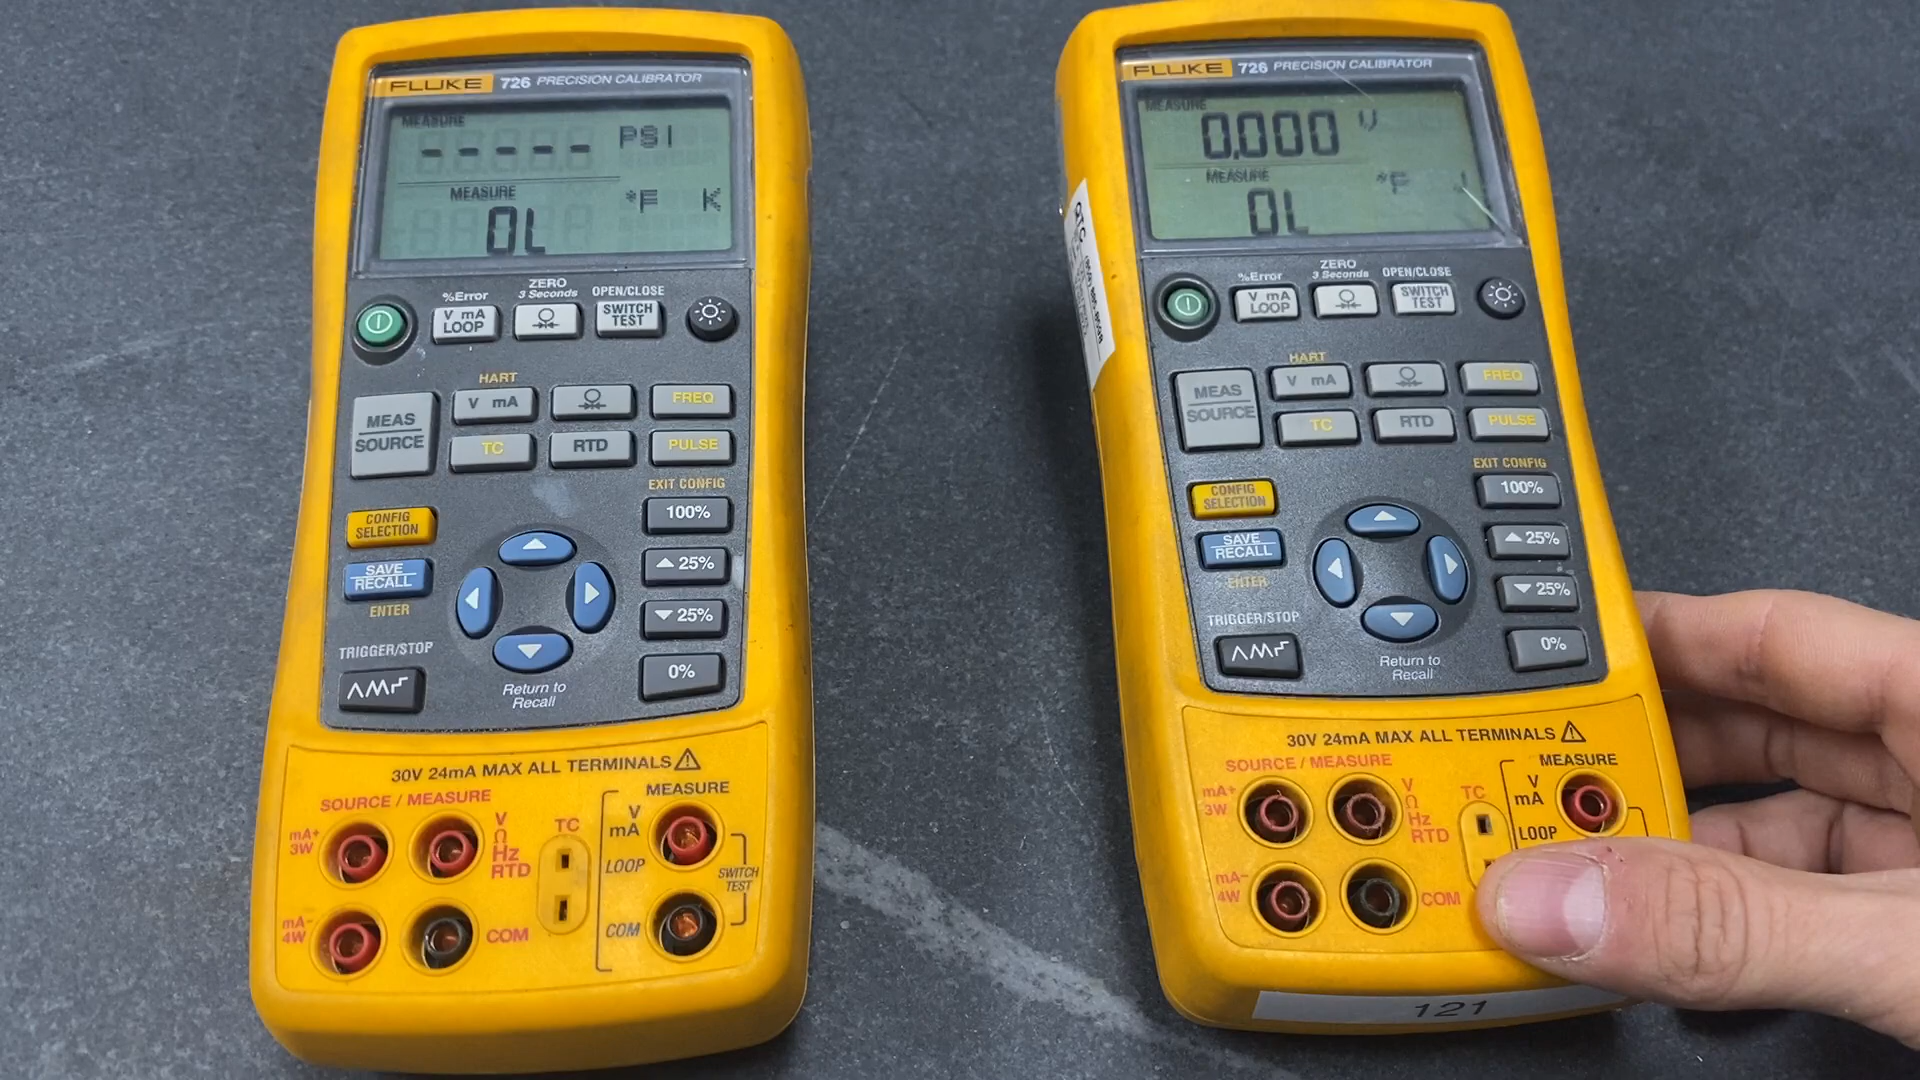 FLUKE 726 PRECISION CALIBRATOR
MEASURE
----- PSI
MEASURE
OL °F K
%Error
V mA
LOOP
ZERO
3 Seconds
OPEN/CLOSE
SWITCH
TEST
MEAS
SOURCE
HART
V mA
FREQ
TC
RTD
PULSE
EXIT CONFIG
CONFIG
SELECTION
100%
SAVE
RECALL
ENTER
▲ 25%
▼ 25%
TRIGGER/STOP
0%
Return to
Recall
30V 24mA MAX ALL TERMINALS
SOURCE / MEASURE
MEASURE
mA+
3W
V
Ω
Hz
RTD
TC
V
mA
LOOP
SWITCH
TEST
mA-
4W
COM
COM
FLUKE 726 PRECISION CALIBRATOR
MEASURE
0.000 V
MEASURE
OL °F J
QTC
%Error
V mA
LOOP
ZERO
3 Seconds
OPEN/CLOSE
SWITCH
TEST
MEAS
SOURCE
HART
V mA
FREQ
TC
RTD
PULSE
EXIT CONFIG
CONFIG
SELECTION
100%
SAVE
RECALL
ENTER
▲ 25%
▼ 25%
TRIGGER/STOP
0%
Return to
Recall
30V 24mA MAX ALL TERMINALS
SOURCE / MEASURE
MEASURE
mA+
3W
V
Ω
Hz
RTD
TC
V
mA
LOOP
mA-
4W
COM
121